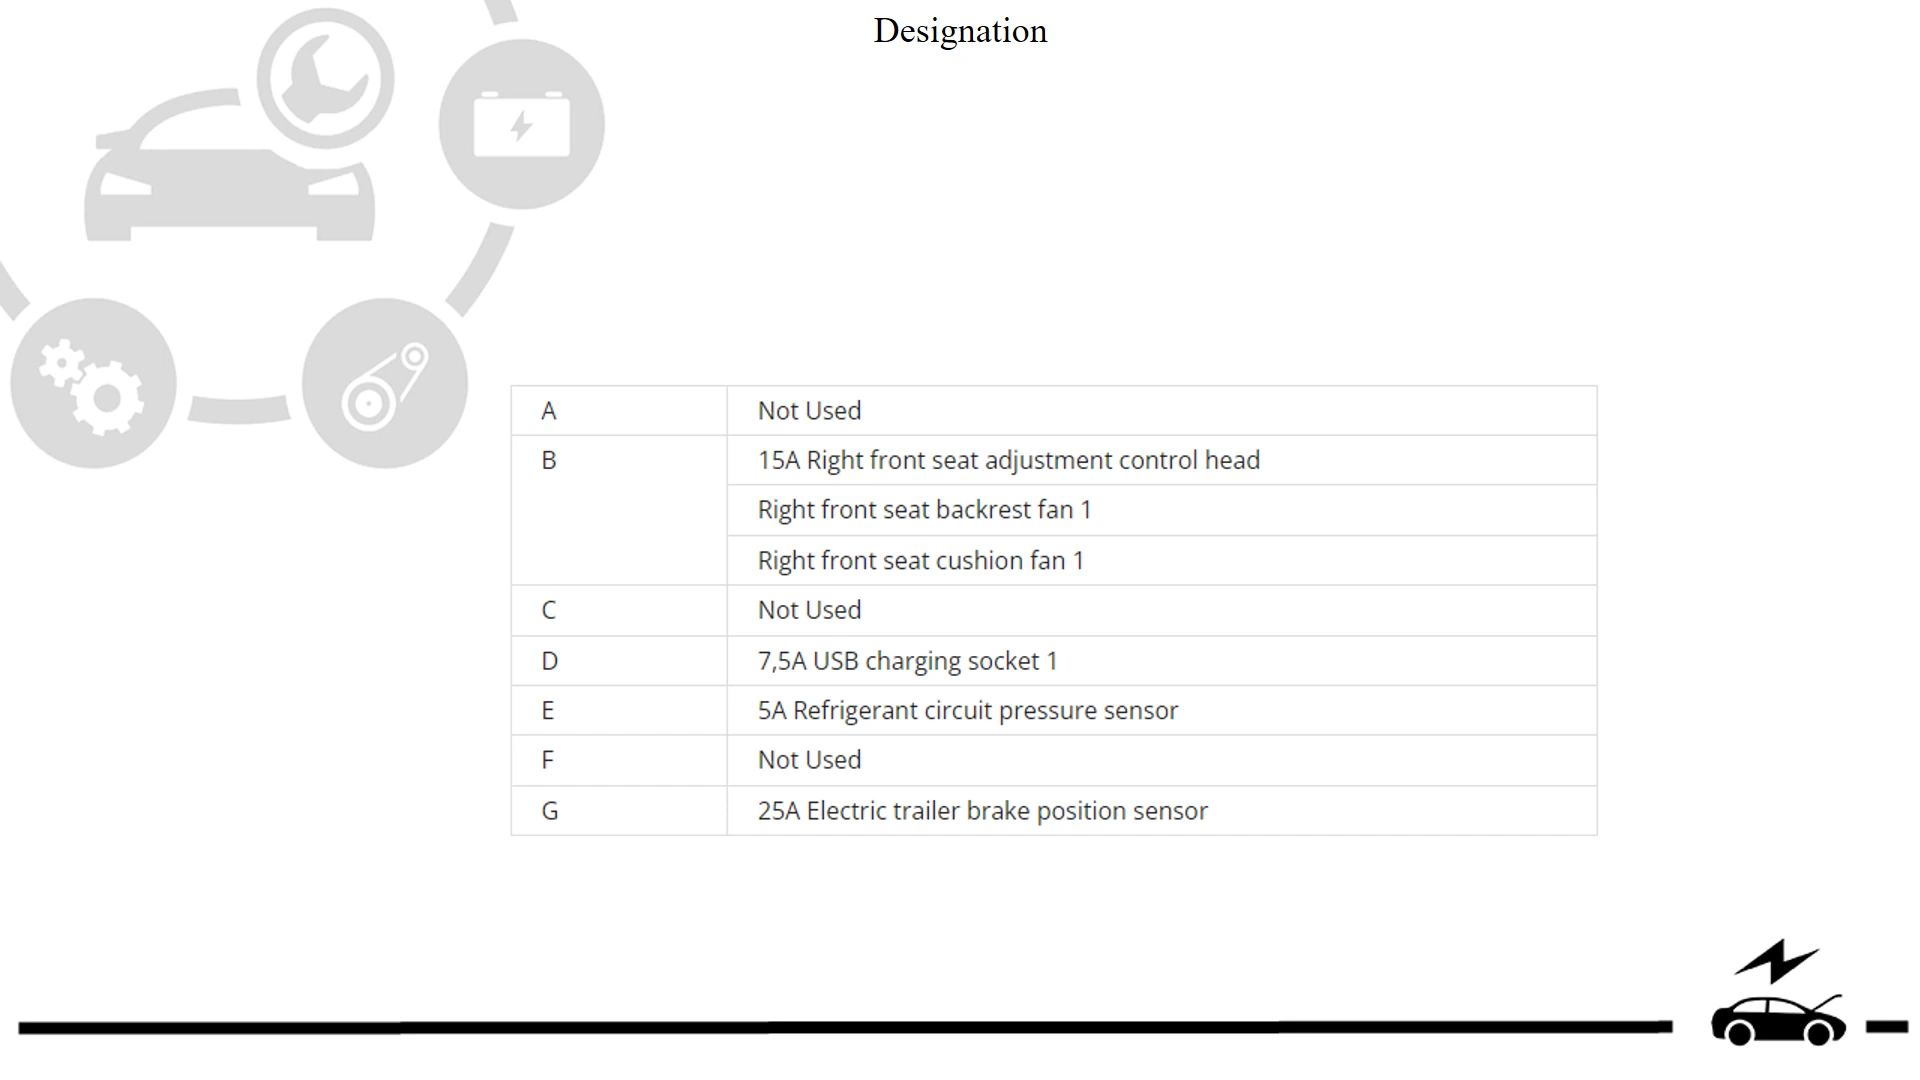 Designation
A Not Used
B 15A Right front seat adjustment control head
Right front seat backrest fan 1
Right front seat cushion fan 1
C Not Used
D 7,5A USB charging socket 1
E 5A Refrigerant circuit pressure sensor
F Not Used
G 25A Electric trailer brake position sensor